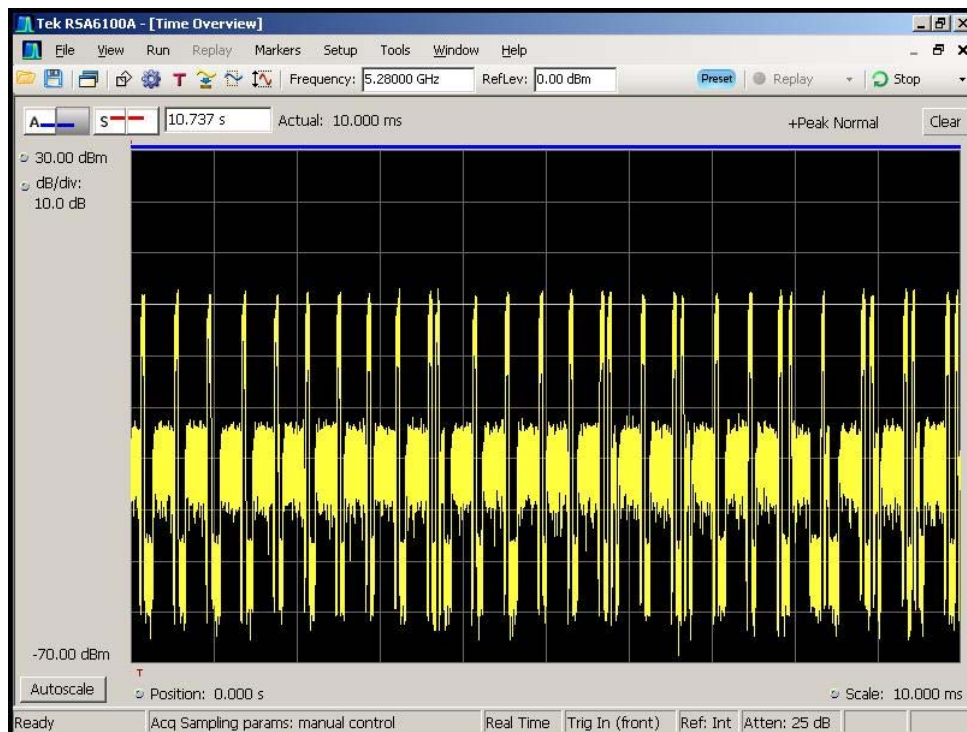 Tek RSA6100A - [Time Overview]
File View Run Replay Markers Setup Tools Window Help
T Frequency: 5.28000 GHz RefLev: 0.00 dBm Preset Replay Stop
A S 10.737 s Actual: 10.000 ms +Peak Normal Clear
30.00 dBm
dB/div:
10.0 dB
-70.00 dBm
T
Autoscale Position: 0.000 s Scale: 10.000 ms
Ready Acq Sampling params: manual control Real Time Trig In (front) Ref: Int Atten: 25 dB